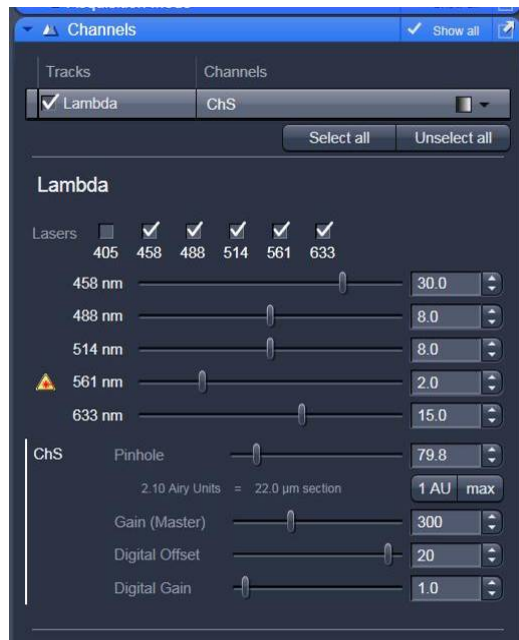 Channels Show all
Tracks Channels
Lambda ChS
Select all Unselect all
Lambda
Lasers
405 458 488 514 561 633
458 nm 30.0
488 nm 8.0
514 nm 8.0
561 nm 2.0
633 nm 15.0
ChS Pinhole 79.8
2.10 Airy Units = 22.0 µm section 1 AU max
Gain (Master) 300
Digital Offset 20
Digital Gain 1.0